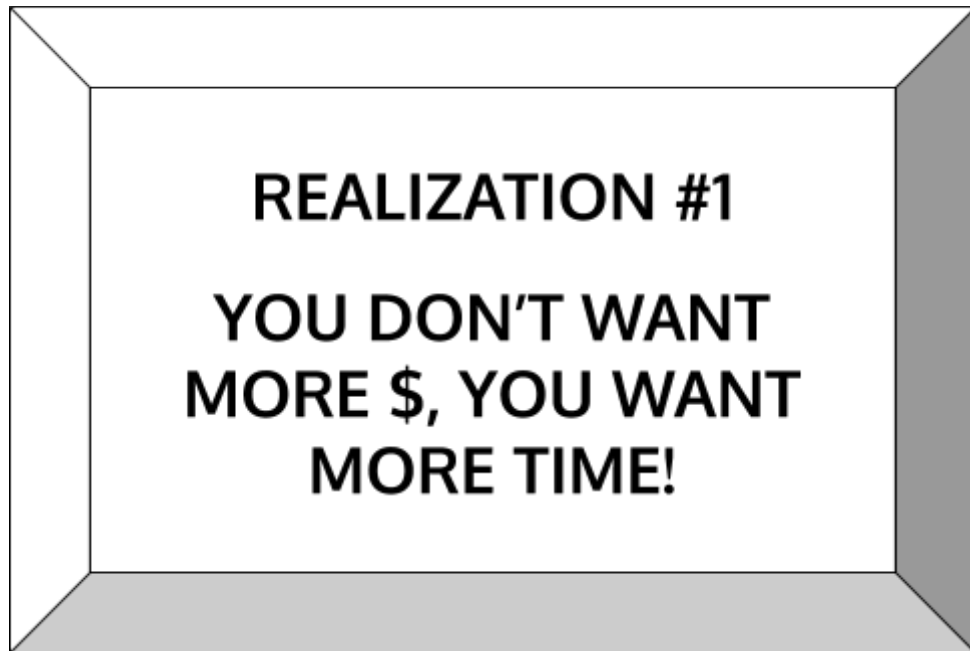 REALIZATION #1
YOU DON’T WANT
MORE $, YOU WANT
MORE TIME!